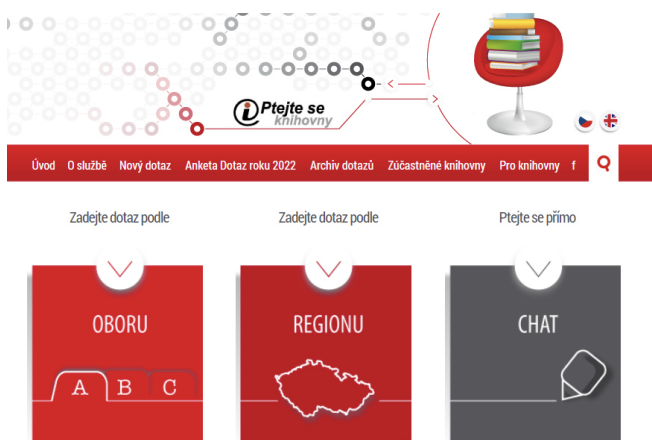 Ptejte se
knihovny
Úvod O službě Nový dotaz Anketa Dotaz roku 2022 Archiv dotazů Zúčastněné knihovny Pro knihovny f
Zadejte dotaz podle Zadejte dotaz podle Ptejte se přímo
OBORU REGIONU CHAT
A B C